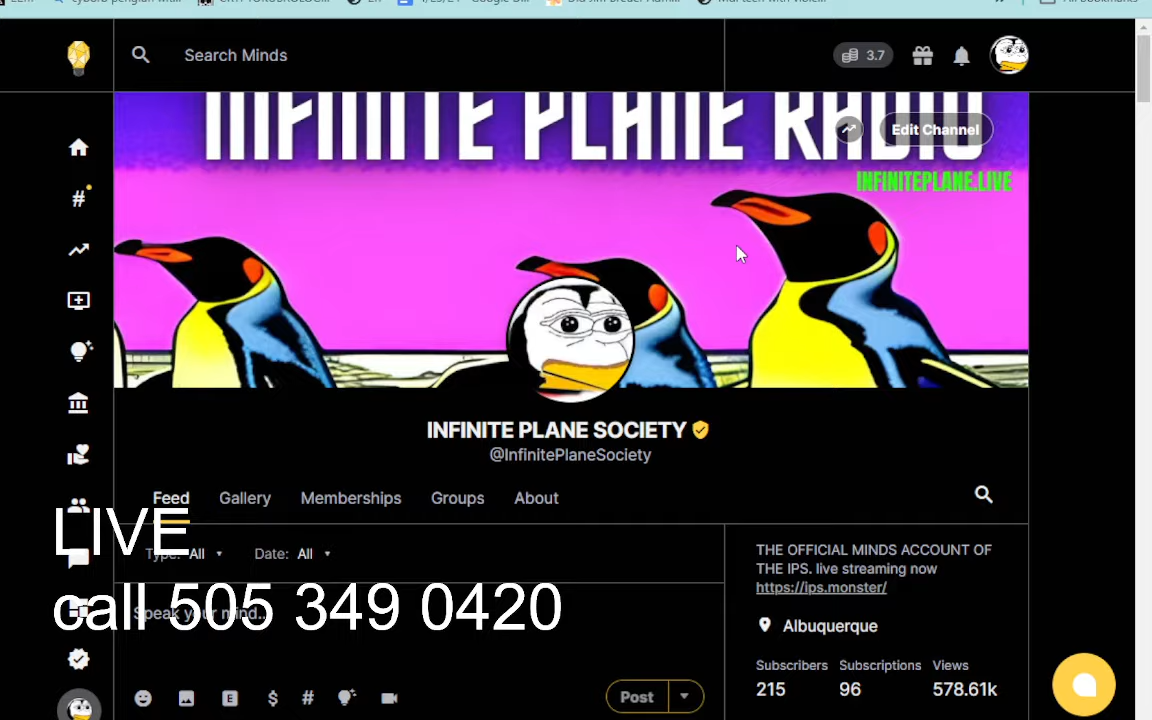 Search Minds
3.7
INFINITE PLANE RADIO
Edit Channel
INFINITEPLANE.LIVE
INFINITE PLANE SOCIETY
@InfinitePlaneSociety
Feed Gallery Memberships Groups About
Type: All Date: All
THE OFFICIAL MINDS ACCOUNT OF
THE IPS. live streaming now
https://ips.monster/
LIVE
call 505 349 0420
Speak your mind...
Albuquerque
Subscribers Subscriptions Views
215 96 578.61k
Post